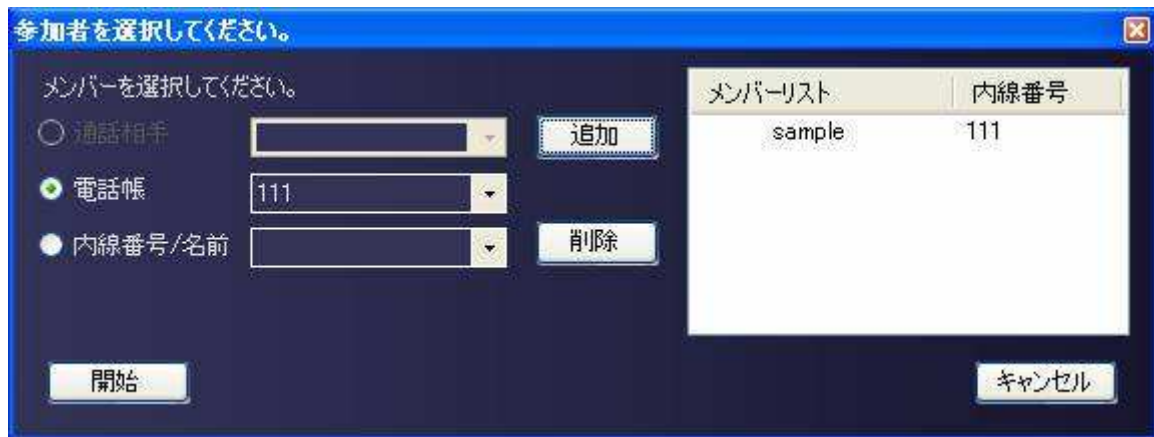 参加者を選択してください。
メンバーを選択してください。
通話相手
追加
電話帳
111
内線番号/名前
削除
メンバーリスト 内線番号
sample 111
開始
キャンセル